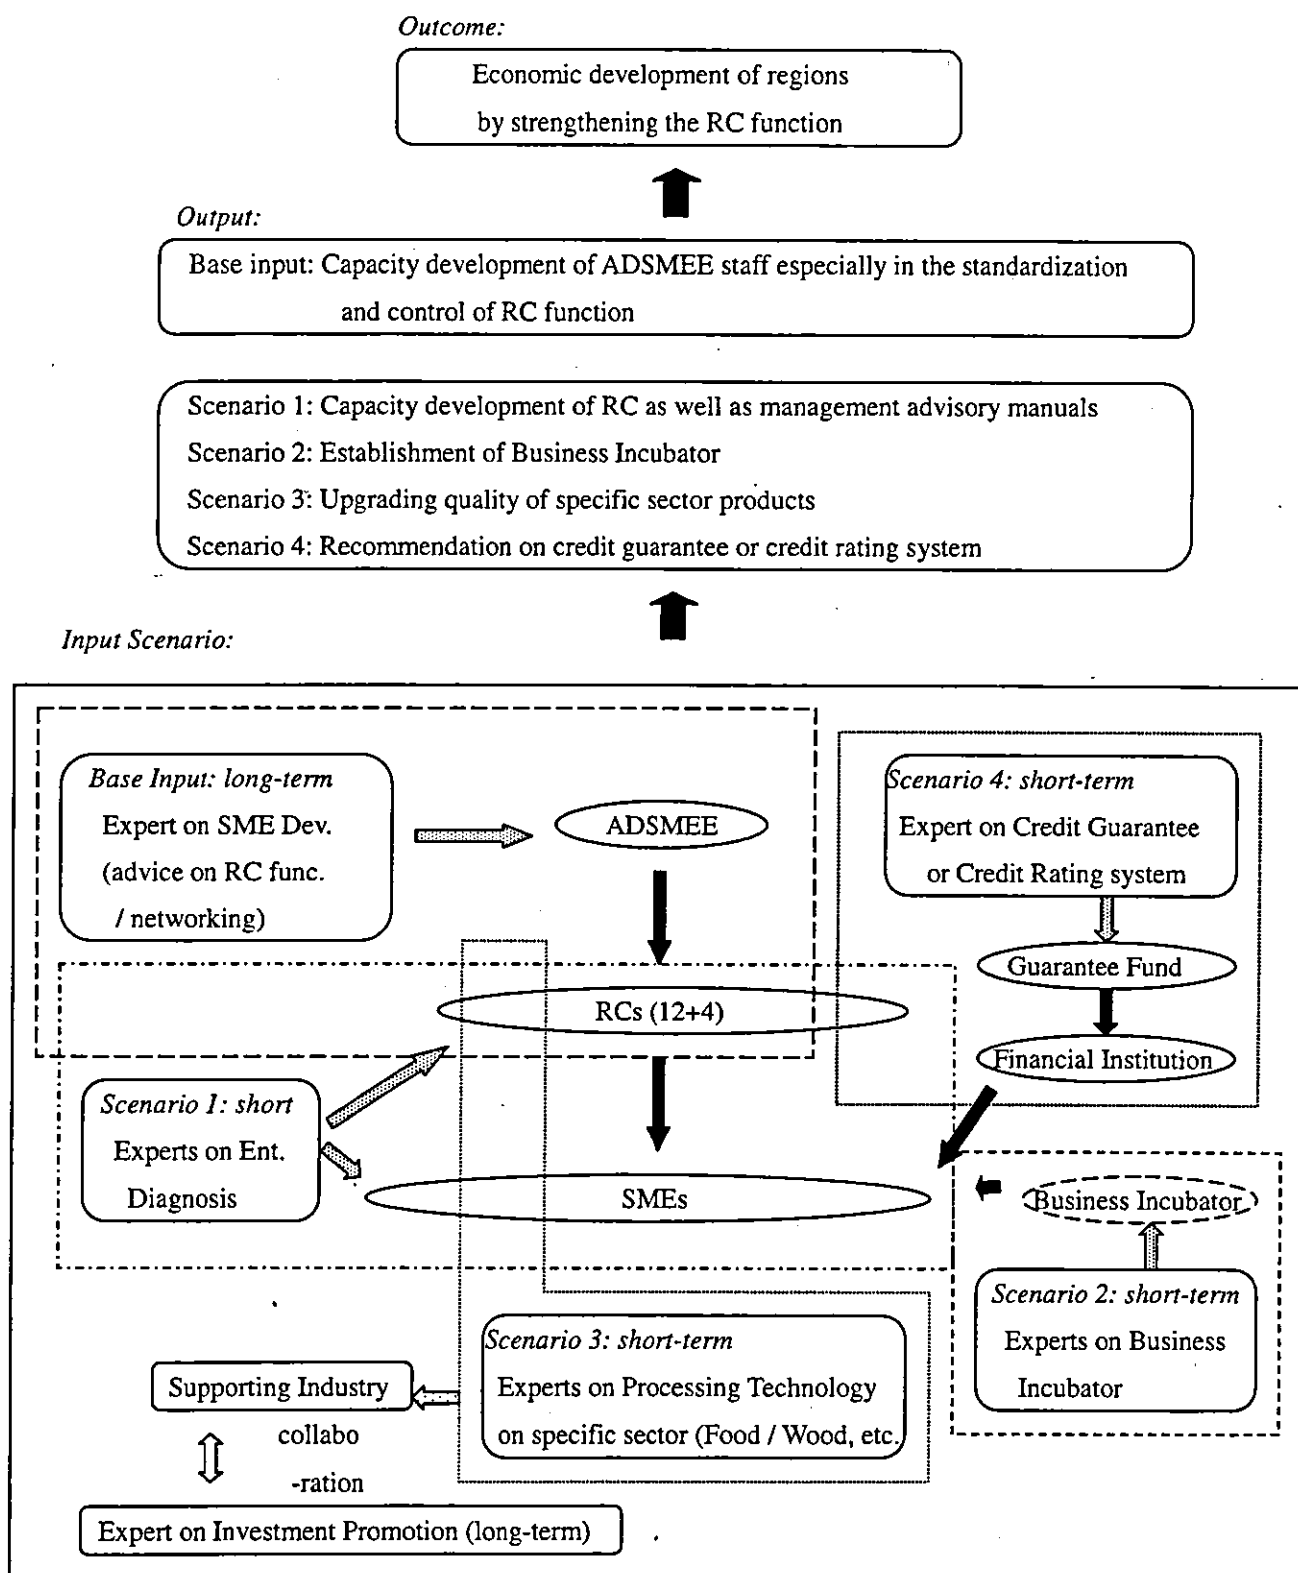 Outcome:
Economic development of regions
by strengthening the RC function
Output:
Base input: Capacity development of ADSMEE staff especially in the standardization
and control of RC function
Scenario 1: Capacity development of RC as well as management advisory manuals
Scenario 2: Establishment of Business Incubator
Scenario 3: Upgrading quality of specific sector products
Scenario 4: Recommendation on credit guarantee or credit rating system
Input Scenario:
Base Input: long-term
Expert on SME Dev.
(advice on RC func.
/ networking)
ADSMEE
Scenario 4: short-term
Expert on Credit Guarantee
or Credit Rating system
Guarantee Fund
Financial Institution
RCs (12+4)
Scenario 1: short
Experts on Ent.
Diagnosis
SMEs
Business Incubator
Scenario 2: short-term
Experts on Business
Incubator
Scenario 3: short-term
Experts on Processing Technology
on specific sector (Food / Wood, etc.
Supporting Industry
collabo
-ration
Expert on Investment Promotion (long-term)